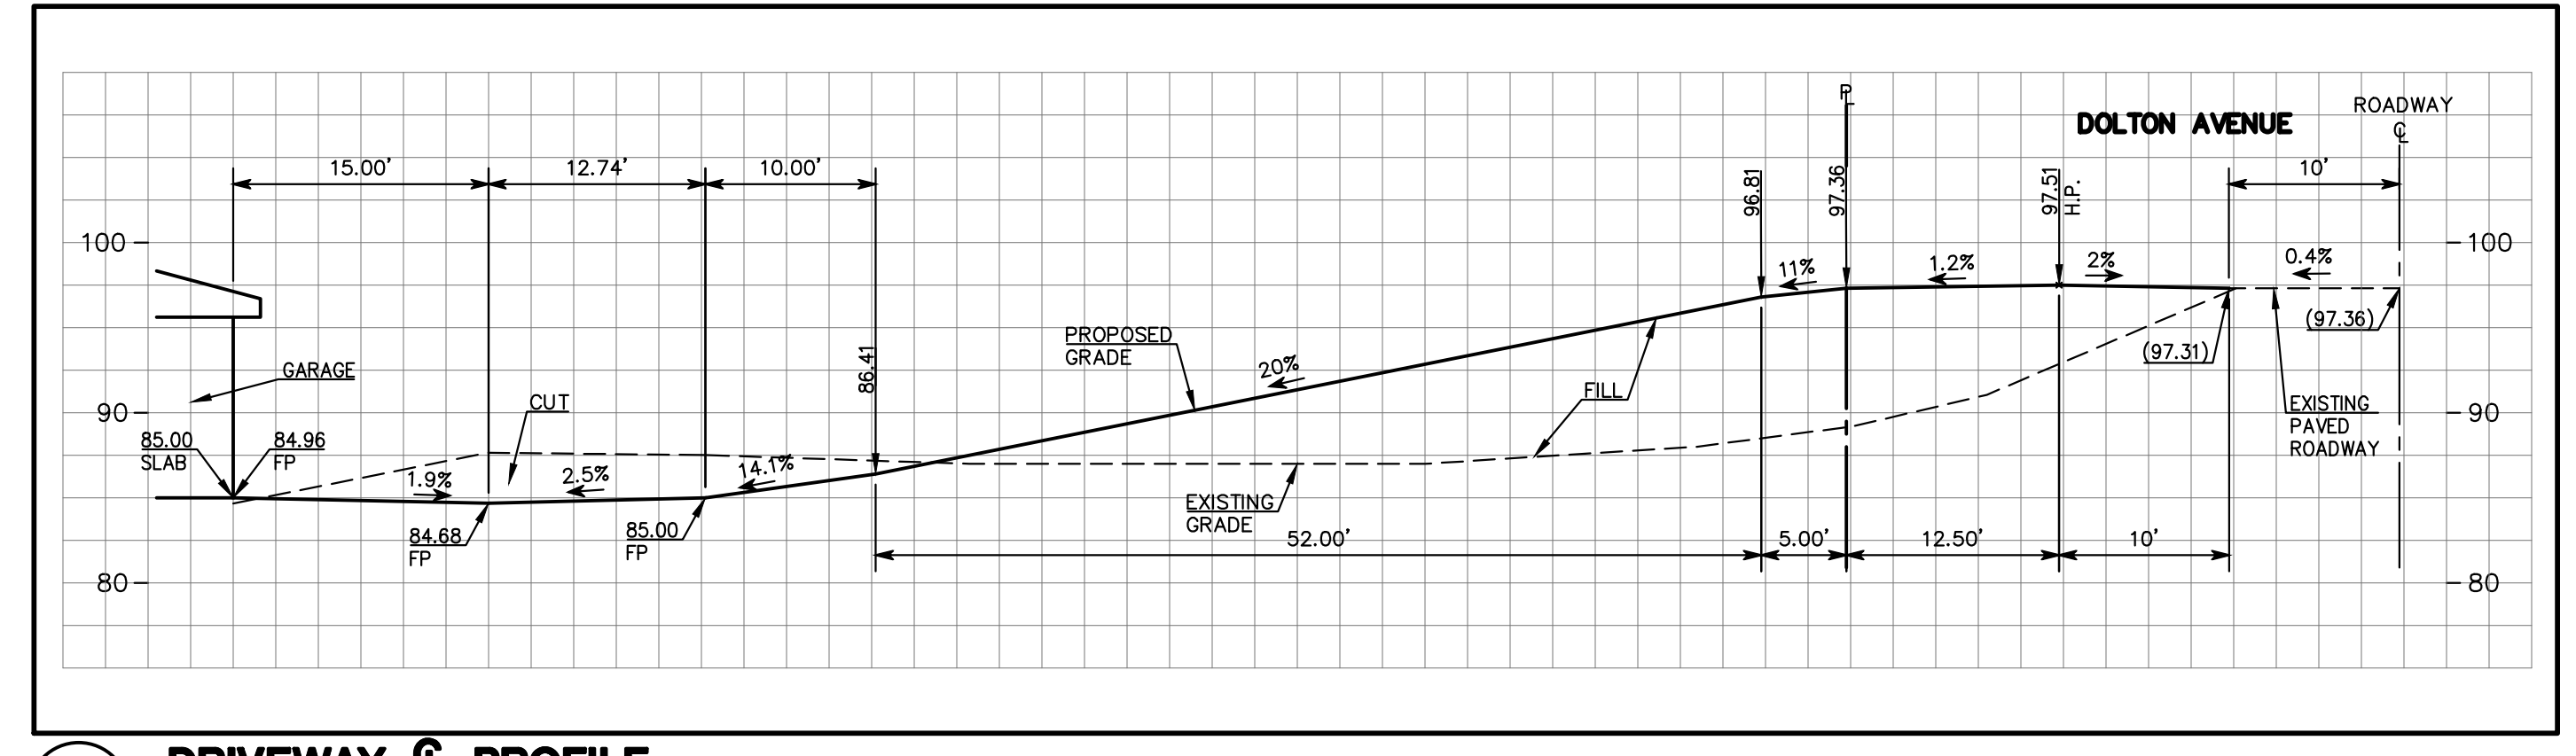 P
L
ROADWAY
C
L
DOLTON AVENUE
15.00'
12.74'
10.00'
10'
96.81
97.36
97.51
H.P.
100
100
11%
1.2%
2%
0.4%
(97.36)
PROPOSED
GRADE
86.41
(97.31)
20%
GARAGE
FILL
CUT
90
90
EXISTING
PAVED
ROADWAY
85.00
SLAB
84.96
FP
1.9%
2.5%
14.1%
EXISTING
GRADE
84.68
FP
85.00
FP
52.00'
5.00'
12.50'
10'
80
80
DRIVEWAY ℄ PROFILE